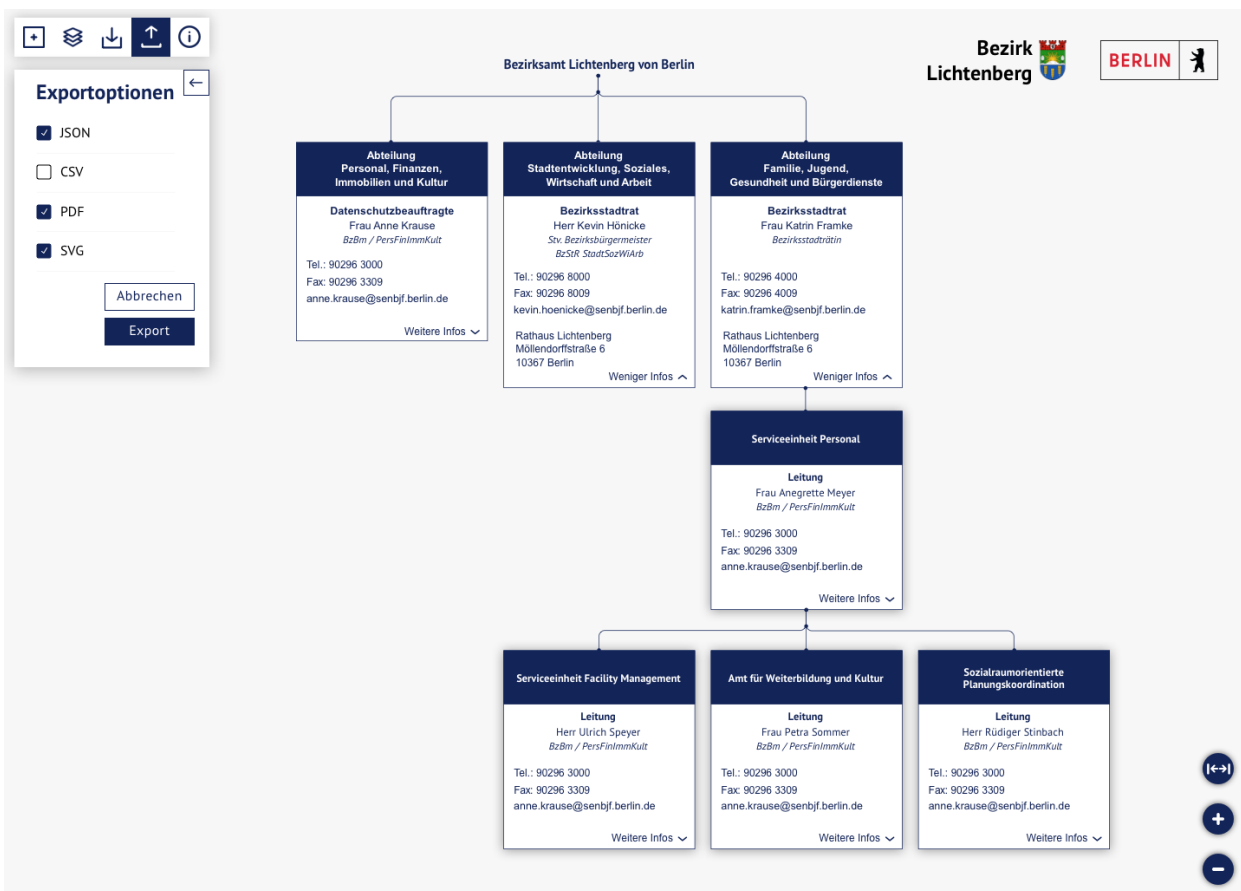 Exportoptionen
JSON
CSV
PDF
SVG
Abbrechen
Export
Bezirksamt Lichtenberg von Berlin
Bezirk
Lichtenberg
BERLIN
Abteilung
Personal, Finanzen,
Immobilien und Kultur
Datenschutzbeauftragte
Frau Anne Krause
BzBm / PersFinImmKult
Tel.: 90296 3000
Fax: 90296 3309
anne.krause@senbjf.berlin.de
Weitere Infos
Abteilung
Stadtentwicklung, Soziales,
Wirtschaft und Arbeit
Bezirksstadtrat
Herr Kevin Hönicke
Stv. Bezirksbürgermeister
BzStR StadtSozWiArb
Tel.: 90296 8000
Fax: 90296 8009
kevin.hoenicke@senbjf.berlin.de
Rathaus Lichtenberg
Möllendorffstraße 6
10367 Berlin
Weniger Infos
Abteilung
Familie, Jugend,
Gesundheit und Bürgerdienste
Bezirksstadtrat
Frau Katrin Framke
Bezirksstadträtin
Tel.: 90296 4000
Fax: 90296 4009
katrin.framke@senbjf.berlin.de
Rathaus Lichtenberg
Möllendorffstraße 6
10367 Berlin
Weniger Infos
Serviceeinheit Personal
Leitung
Frau Anegrette Meyer
BzBm / PersFinImmKult
Tel.: 90296 3000
Fax: 90296 3309
anne.krause@senbjf.berlin.de
Weitere Infos
Serviceeinheit Facility Management
Leitung
Herr Ulrich Speyer
BzBm / PersFinImmKult
Tel.: 90296 3000
Fax: 90296 3309
anne.krause@senbjf.berlin.de
Weitere Infos
Amt für Weiterbildung und Kultur
Leitung
Frau Petra Sommer
BzBm / PersFinImmKult
Tel.: 90296 3000
Fax: 90296 3309
anne.krause@senbjf.berlin.de
Weitere Infos
Sozialraumorientierte
Planungskoordination
Leitung
Herr Rüdiger Stinbach
BzBm / PersFinImmKult
Tel.: 90296 3000
Fax: 90296 3309
anne.krause@senbjf.berlin.de
Weitere Infos